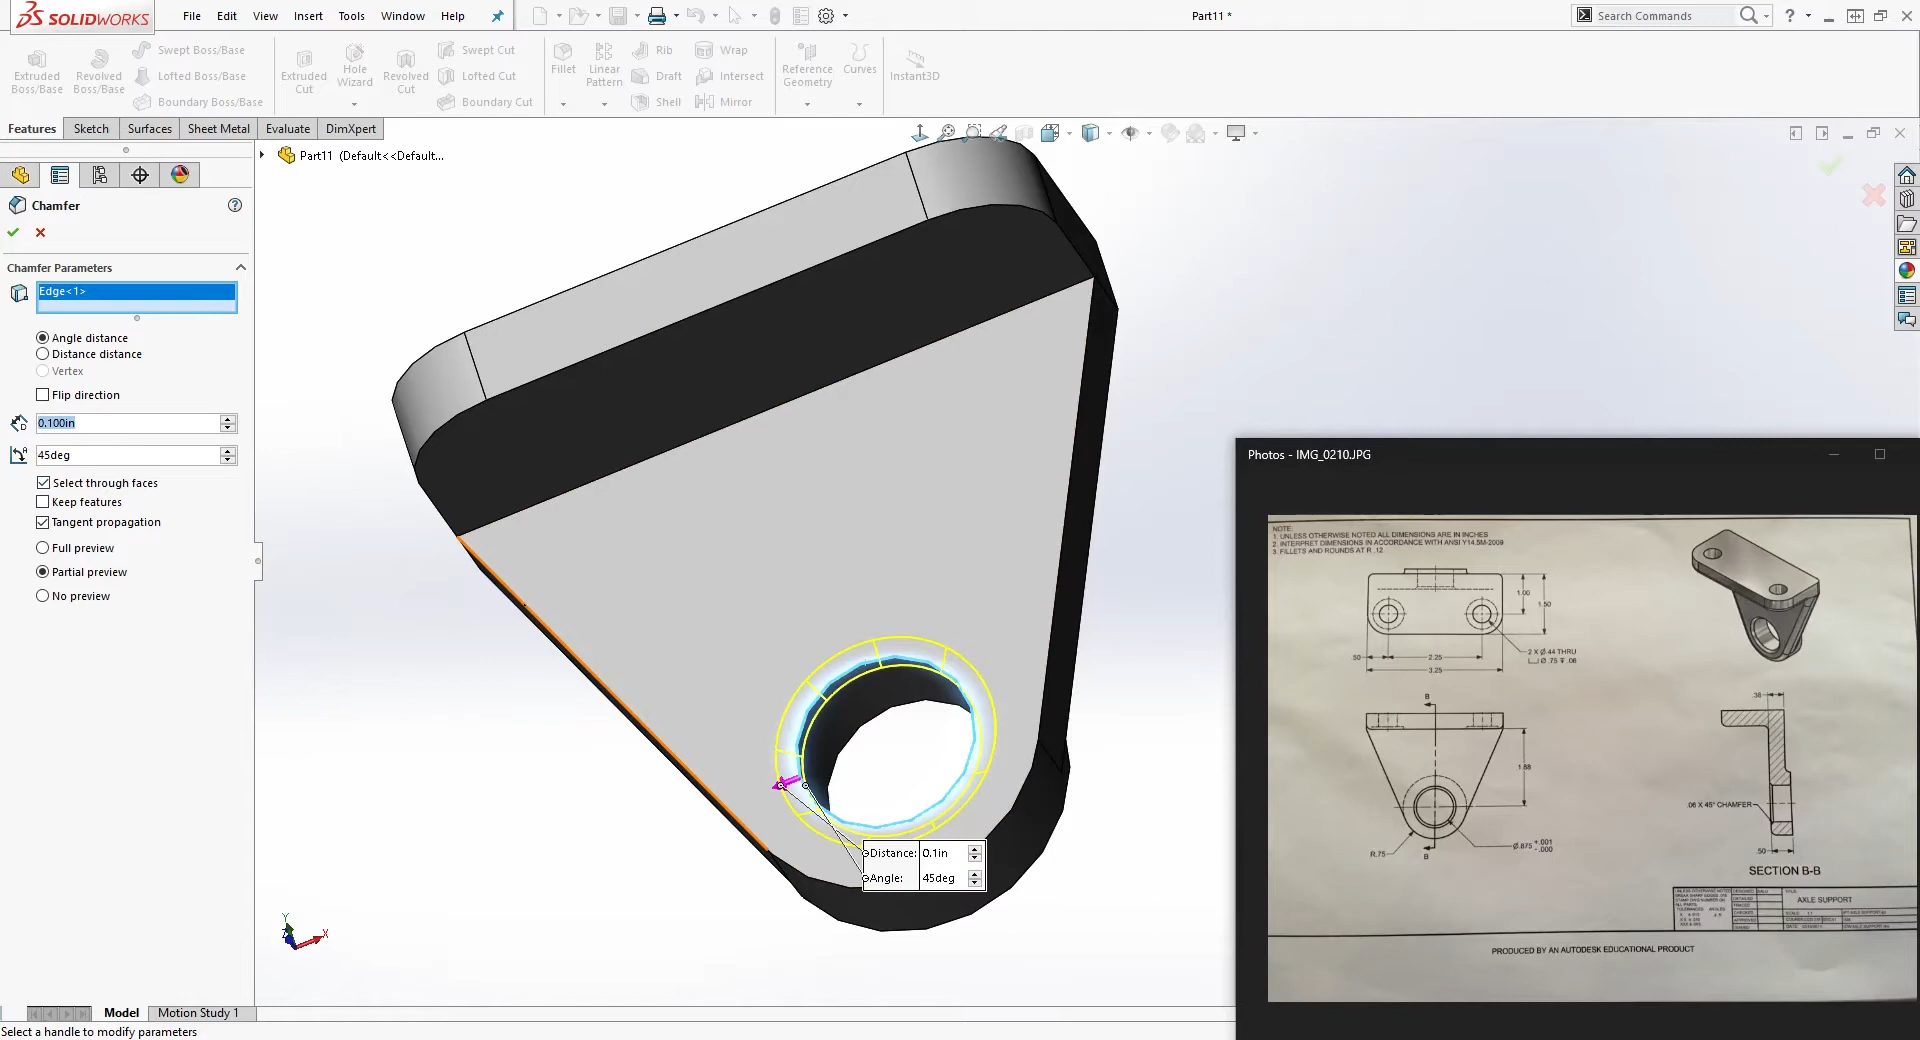 SOLIDWORKS
File Edit View Insert Tools Window Help
Part11 *
Search Commands
Extruded Boss/Base
Revolved Boss/Base
Swept Boss/Base
Lofted Boss/Base
Boundary Boss/Base
Extruded Cut
Hole Wizard
Revolved Cut
Swept Cut
Lofted Cut
Boundary Cut
Fillet
Linear Pattern
Rib
Draft
Shell
Wrap
Intersect
Mirror
Reference Geometry
Curves
Instant3D
Features Sketch Surfaces Sheet Metal Evaluate DimXpert
Part11 (Default<<Default...
Chamfer
Chamfer Parameters
Edge<1>
Angle distance
Distance distance
Vertex
Flip direction
0.100in
45deg
Select through faces
Keep features
Tangent propagation
Full preview
Partial preview
No preview
Distance: 0.1in
Angle: 45deg
Y
Z
X
Model Motion Study 1
Select a handle to modify parameters
Photos - IMG_0210.JPG
NOTE:
1. UNLESS OTHERWISE NOTED ALL DIMENSIONS ARE IN INCHES
2. INTERPRET DIMENSIONS IN ACCORDANCE WITH ANSI Y14.5M-2009
3. FILLETS AND ROUNDS AT R .12
1.00
1.50
.50
2.25
3.25
2 X Ø.44 THRU
⌴ Ø .75 ↧ .06
B
1.88
R.75
B
Ø.875 +.001 -.000
.38
.06 X 45° CHAMFER
.50
SECTION B-B
AXLE SUPPORT
PRODUCED BY AN AUTODESK EDUCATIONAL PRODUCT